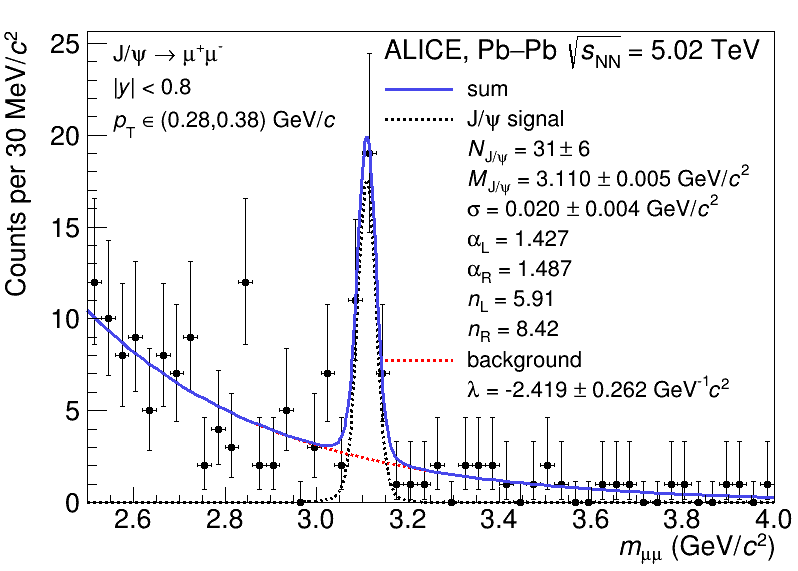 ALICE, Pb–Pb √s_NN = 5.02 TeV
J/ψ → μ⁺μ⁻
|y| < 0.8
p_T ∈ (0.28,0.38) GeV/c
sum
J/ψ signal
N_J/ψ = 31 ± 6
M_J/ψ = 3.110 ± 0.005 GeV/c²
σ = 0.020 ± 0.004 GeV/c²
α_L = 1.427
α_R = 1.487
n_L = 5.91
n_R = 8.42
background
λ = -2.419 ± 0.262 GeV⁻¹c²
Counts per 30 MeV/c²
25
20
15
10
5
0
2.6 2.8 3.0 3.2 3.4 3.6 3.8 4.0
m_μμ (GeV/c²)